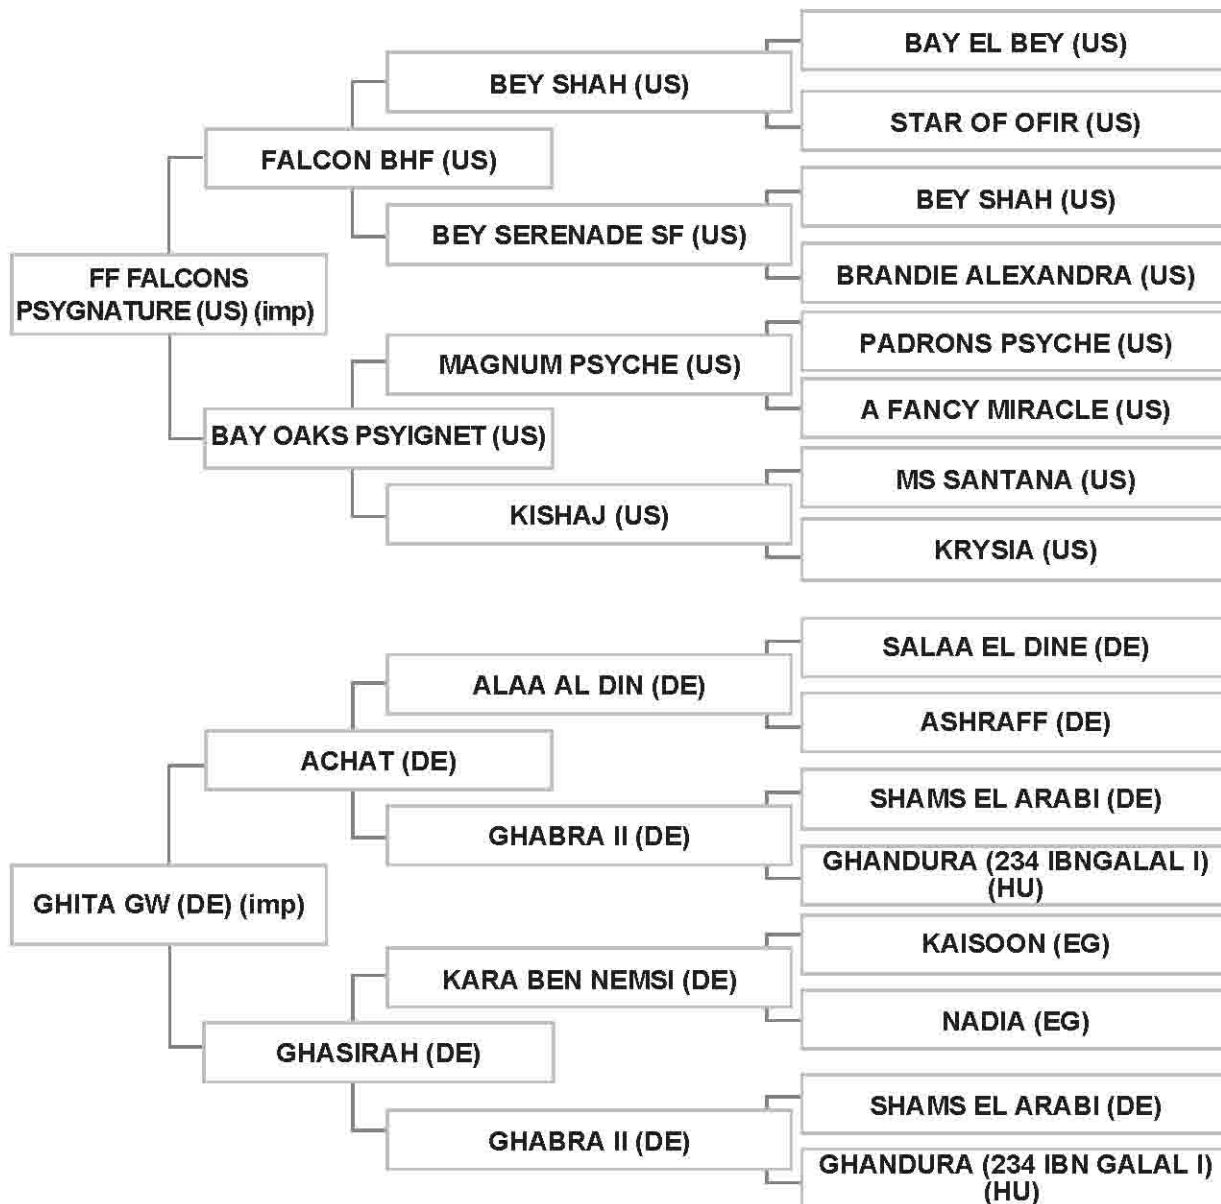 BAY EL BEY (US)
BEY SHAH (US)
STAR OF OFIR (US)
FALCON BHF (US)
BEY SHAH (US)
BEY SERENADE SF (US)
BRANDIE ALEXANDRA (US)
FF FALCONS
PSYGNATURE (US) (imp)
PADRONS PSYCHE (US)
MAGNUM PSYCHE (US)
A FANCY MIRACLE (US)
BAY OAKS PSYIGNET (US)
MS SANTANA (US)
KISHAJ (US)
KRYSIA (US)
SALAA EL DINE (DE)
ALAA AL DIN (DE)
ASHRAFF (DE)
ACHAT (DE)
SHAMS EL ARABI (DE)
GHABRA II (DE)
GHANDURA (234 IBNGALAL I)
(HU)
GHITA GW (DE) (imp)
KAISOON (EG)
KARA BEN NEMSI (DE)
NADIA (EG)
GHASIRAH (DE)
SHAMS EL ARABI (DE)
GHABRA II (DE)
GHANDURA (234 IBN GALAL I)
(HU)